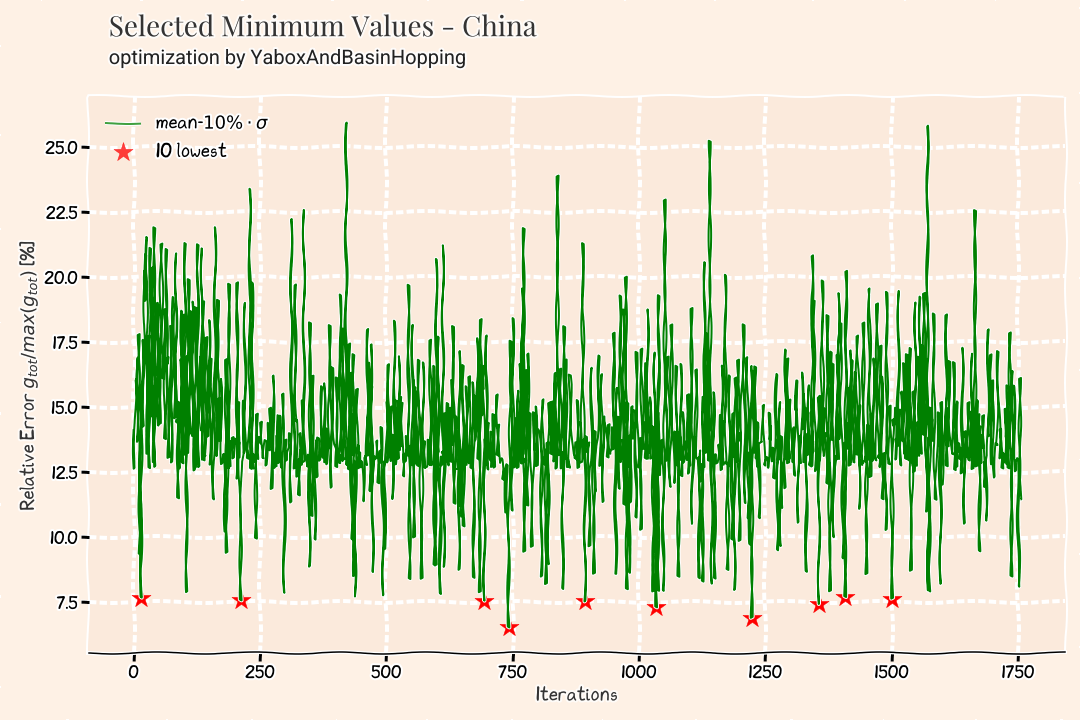 Selected Minimum Values - China
optimization by YaboxAndBasinHopping
mean-10% · σ
10 lowest
25.0
22.5
20.0
17.5
15.0
12.5
10.0
7.5
Relative Error g_tot/max(g_tot) [%]
0 250 500 750 1000 1250 1500 1750
Iterations